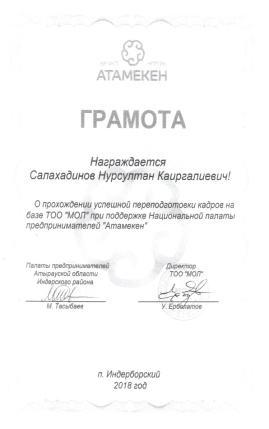 АТАМЕКЕН
ГРАМОТА
Награждается
Салахадинов Нурсултан Каиргалиевич!
О прохождении успешной переподготовки кадров на
базе ТОО "МОЛ" при поддержке Национальной палаты
предпринимателей "Атамекен"
Палаты предпринимателей
Атырауской области
Индерского района
М. Тасыбаев
Директор
ТОО "МОЛ"
У. Ерболатов
п. Индерборский
2018 год